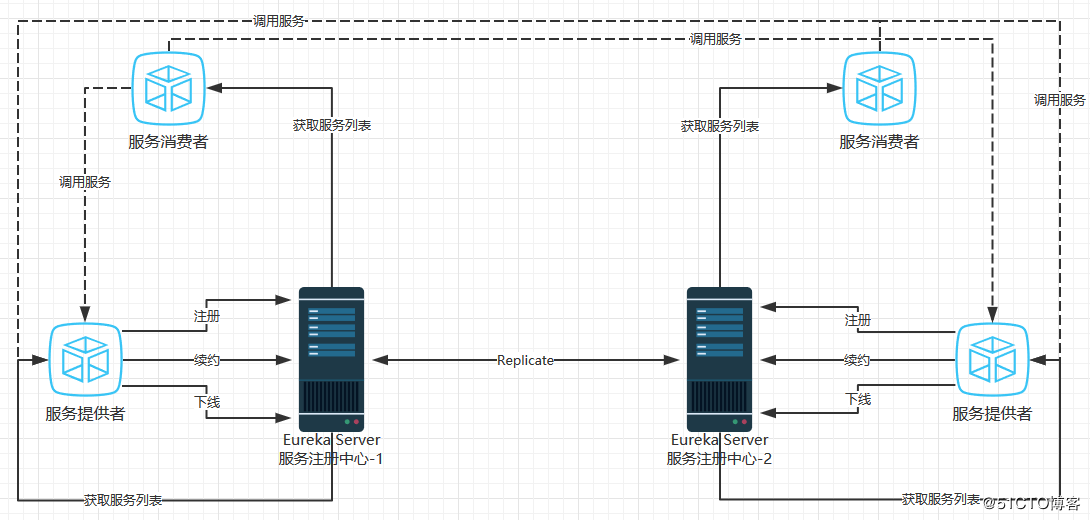 调用服务
调用服务
调用服务
获取服务列表
获取服务列表
服务消费者
服务消费者
调用服务
注册
注册
续约
Replicate
续约
下线
下线
服务提供者
服务提供者
Eureka Server
服务注册中心-1
Eureka Server
服务注册中心-2
获取服务列表
获取服务列表
@51CTO博客